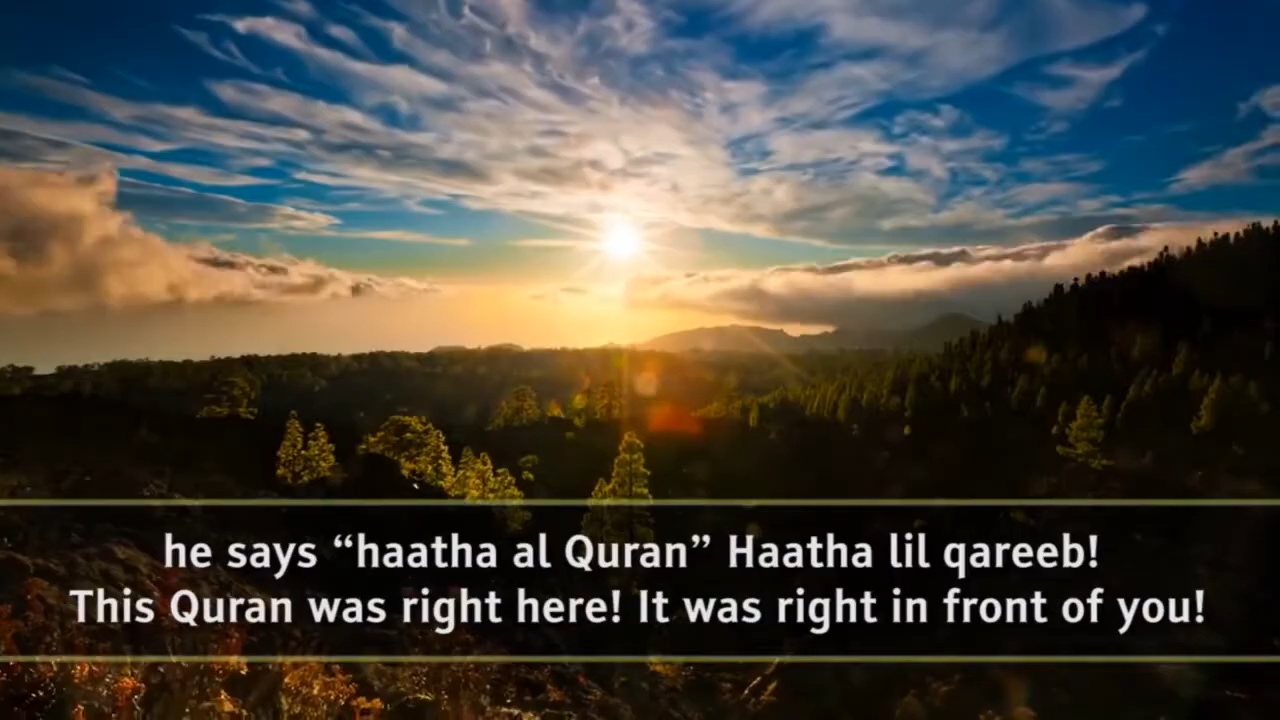 he says “haatha al Quran” Haatha lil qareeb!
This Quran was right here! It was right in front of you!